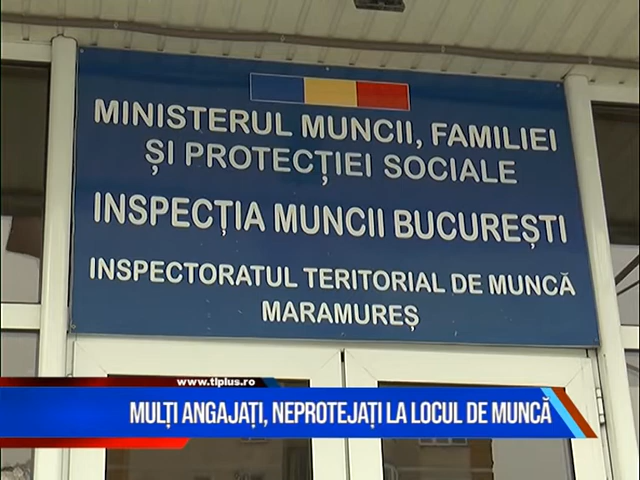 MINISTERUL MUNCII, FAMILIEI
ȘI PROTECȚIEI SOCIALE
INSPECȚIA MUNCII BUCUREȘTI
INSPECTORATUL TERITORIAL DE MUNCĂ
MARAMUREȘ
www.tlplus.ro
MULȚI ANGAJAȚI, NEPROTEJAȚI LA LOCUL DE MUNCĂ